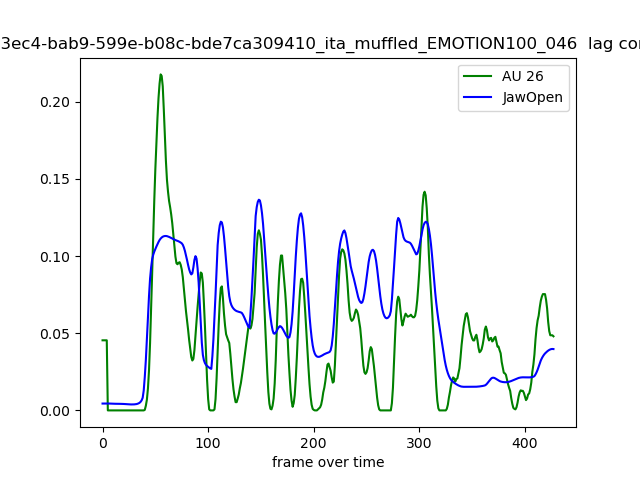 3ec4-bab9-599e-b08c-bde7ca309410_ita_muffled_EMOTION100_046 lag
AU 26
JawOpen
0.20
0.15
0.10
0.05
0.00
0 100 200 300 400
frame over time